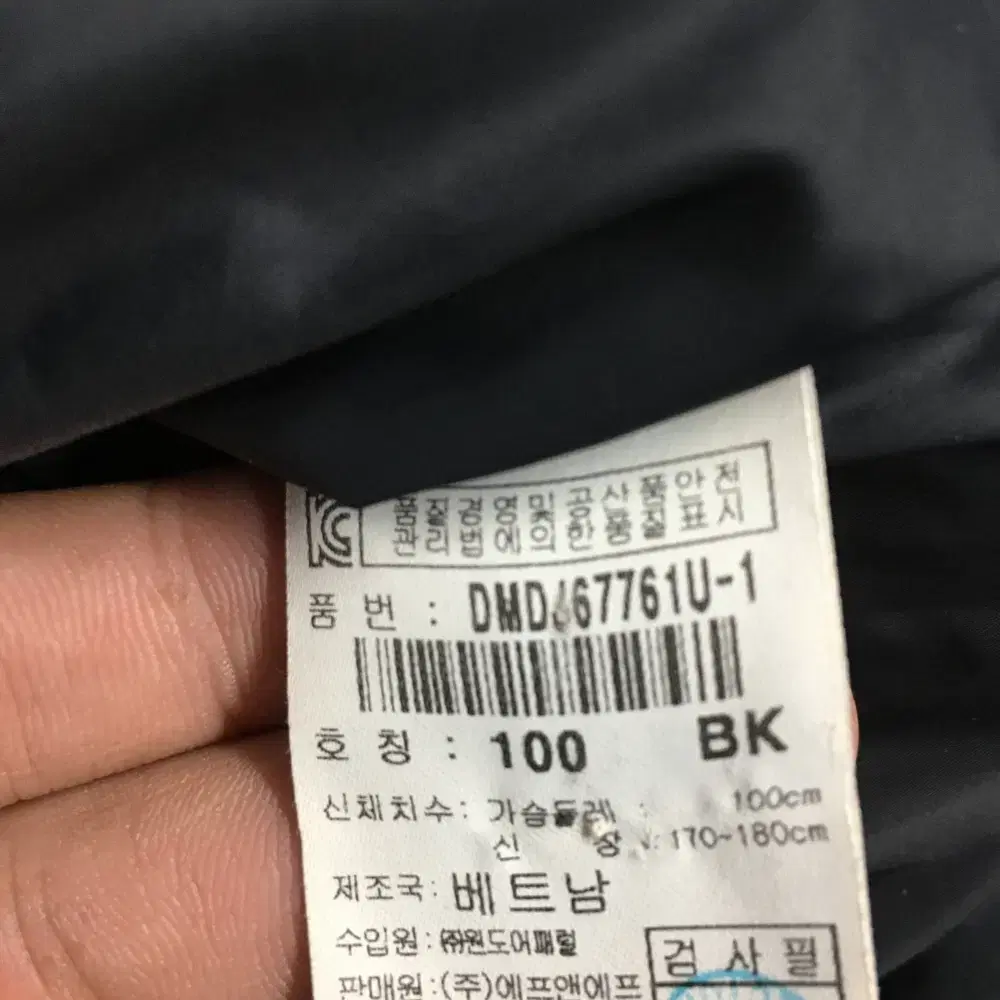 품질경영및공산품안전
관리법에의한품질표시
품 번 : DMDJ67761U-1
호 칭 : 100 BK
신체치수: 가슴둘레 : 100cm
신 장 : 170~180cm
제조국: 베트남
수입원: ㈜원도어패럴
검 사 필
판매원:(주)에프앤에프